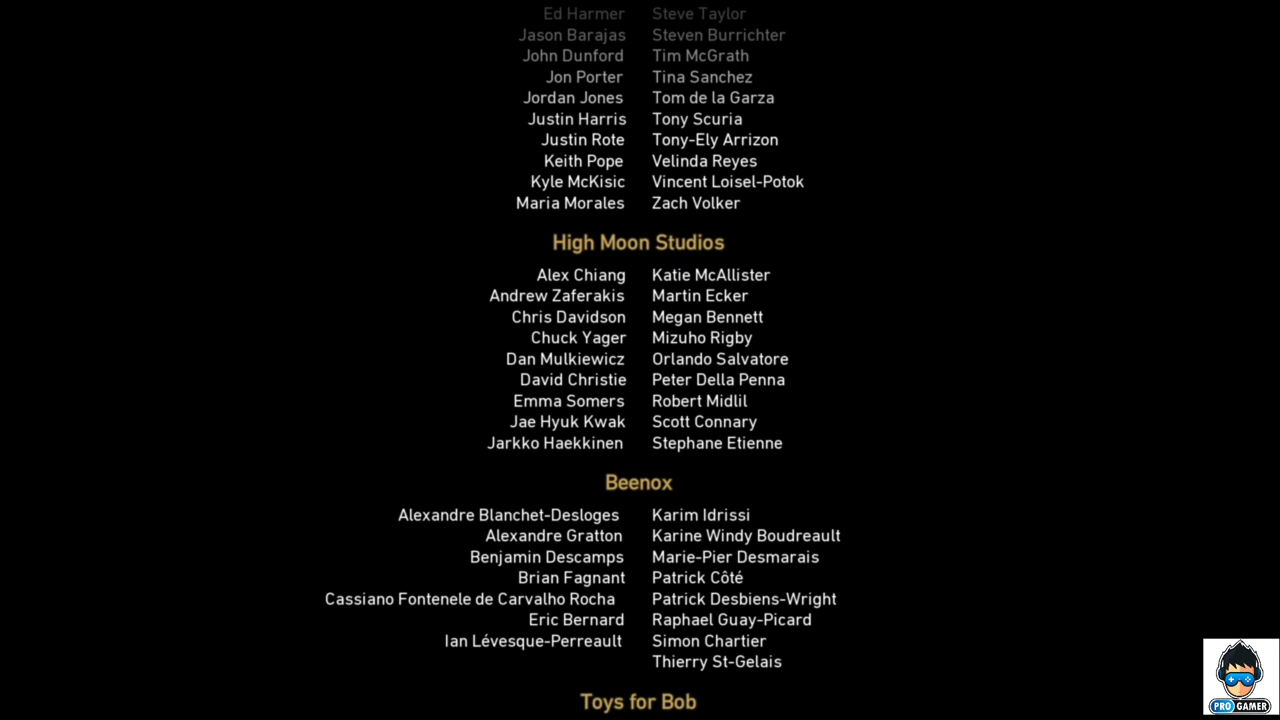 Ed Harmer Steve Taylor
Jason Barajas Steven Burrichter
John Dunford Tim McGrath
Jon Porter Tina Sanchez
Jordan Jones Tom de la Garza
Justin Harris Tony Scuria
Justin Rote Tony-Ely Arrizon
Keith Pope Velinda Reyes
Kyle McKisic Vincent Loisel-Potok
Maria Morales Zach Volker
High Moon Studios
Alex Chiang Katie McAllister
Andrew Zaferakis Martin Ecker
Chris Davidson Megan Bennett
Chuck Yager Mizuho Rigby
Dan Mulkiewicz Orlando Salvatore
David Christie Peter Della Penna
Emma Somers Robert Midlil
Jae Hyuk Kwak Scott Connary
Jarkko Haekkinen Stephane Etienne
Beenox
Alexandre Blanchet-Desloges Karim Idrissi
Alexandre Gratton Karine Windy Boudreault
Benjamin Descamps Marie-Pier Desmarais
Brian Fagnant Patrick Côté
Cassiano Fontenele de Carvalho Rocha Patrick Desbiens-Wright
Eric Bernard Raphael Guay-Picard
Ian Lévesque-Perreault Simon Chartier
Thierry St-Gelais
Toys for Bob
PRO GAMER